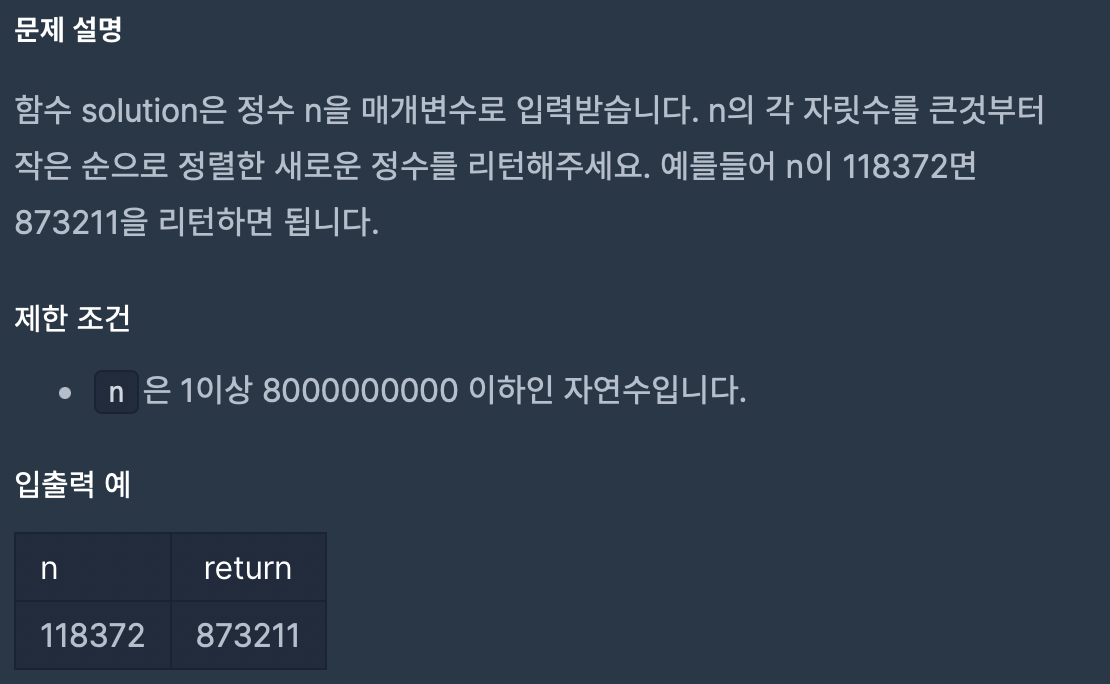 문제 설명
함수 solution은 정수 n을 매개변수로 입력받습니다. n의 각 자릿수를 큰것부터
작은 순으로 정렬한 새로운 정수를 리턴해주세요. 예를들어 n이 118372면
873211을 리턴하면 됩니다.
제한 조건
• n 은 1이상 8000000000 이하인 자연수입니다.
입출력 예
n return
118372 873211